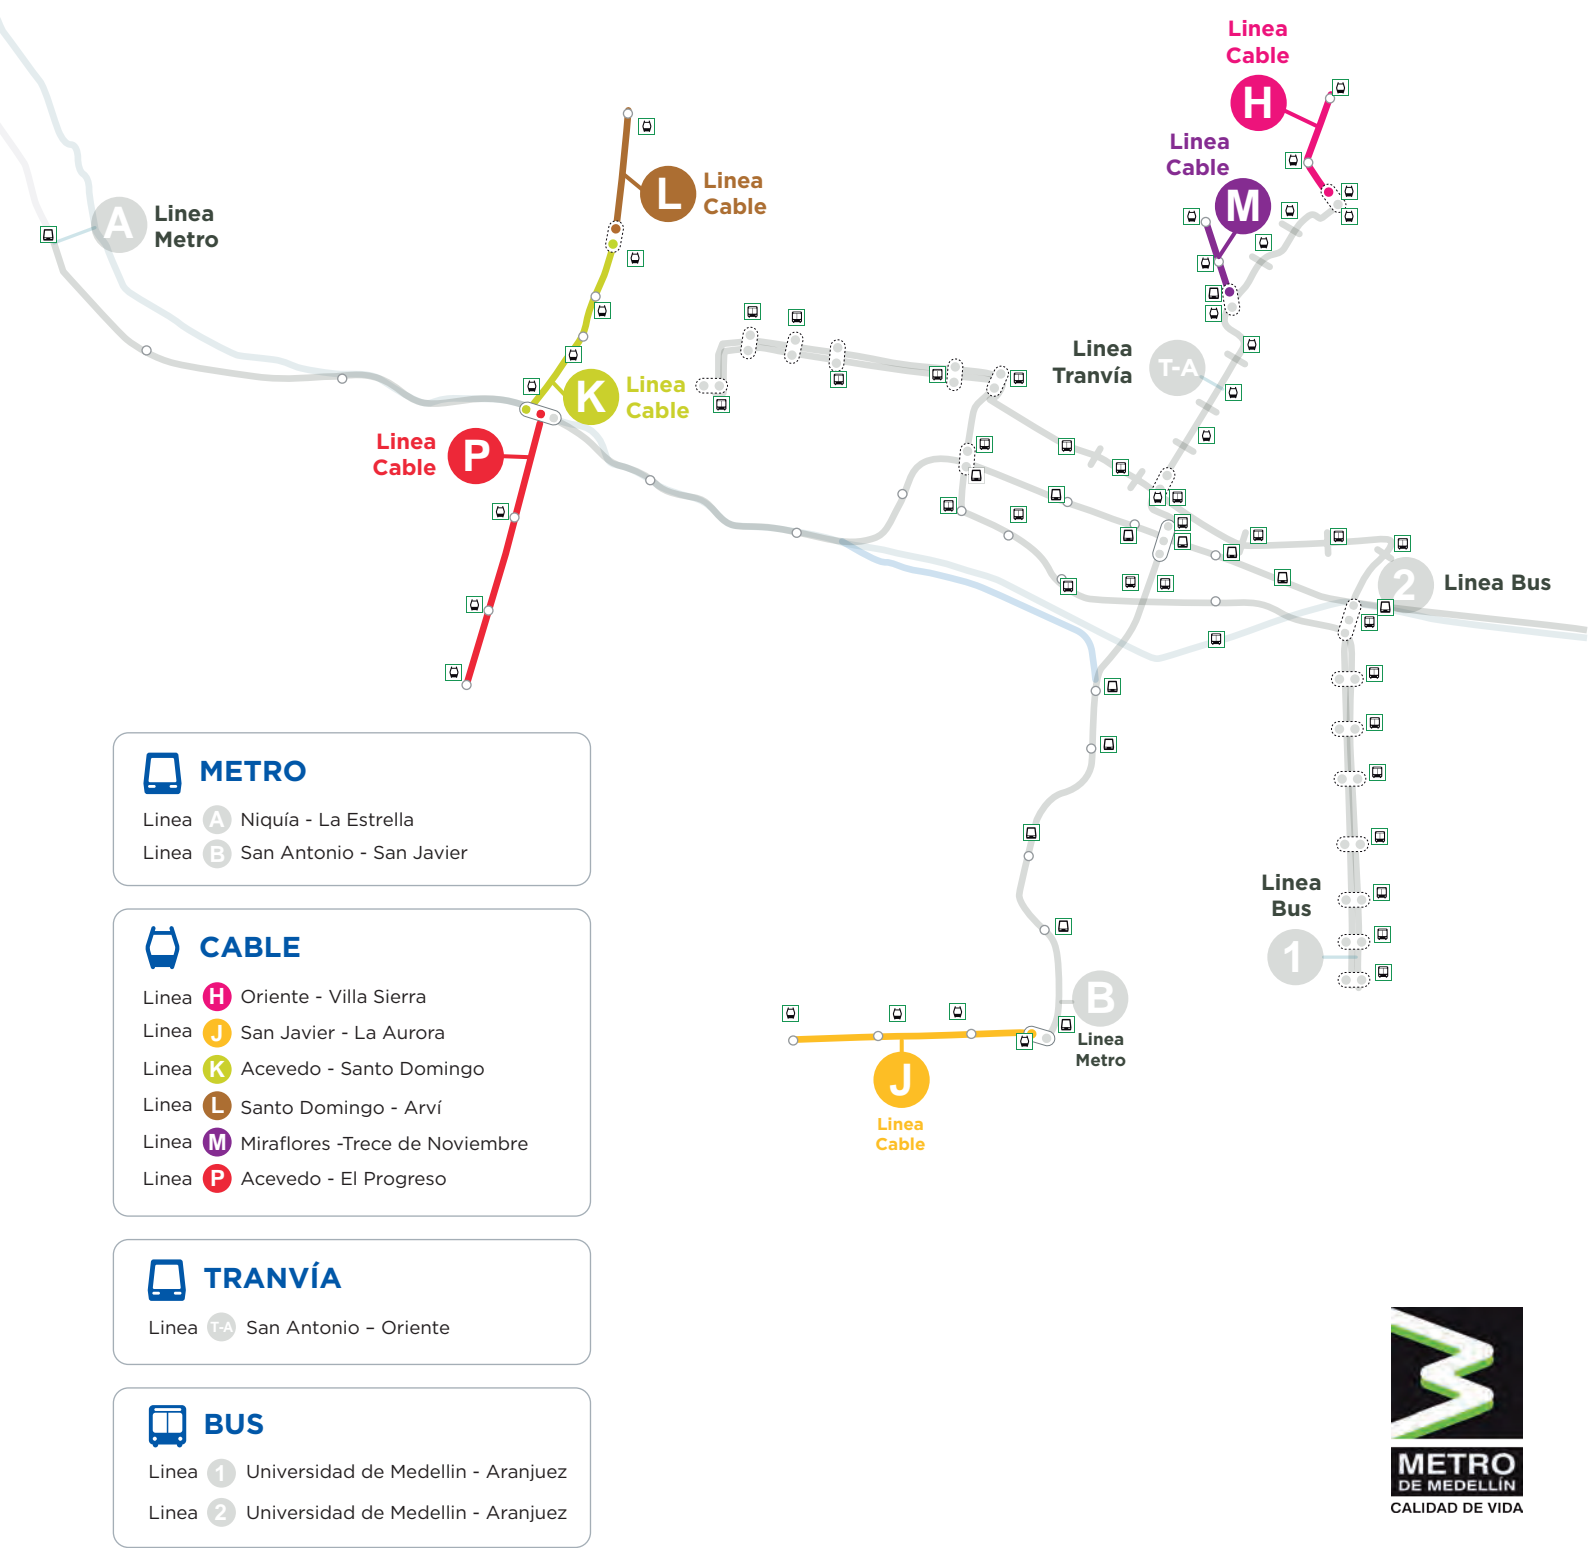 Linea
Cable
H
Linea
Cable
M
L
Linea
Cable
A
Linea
Metro
Linea
Tranvía
T-A
K
Linea
Cable
Linea
Cable
P
2
Linea Bus
Linea
Bus
1
B
Linea
Metro
J
Linea
Cable
METRO
Linea A Niquía - La Estrella
Linea B San Antonio - San Javier
CABLE
Linea H Oriente - Villa Sierra
Linea J San Javier - La Aurora
Linea K Acevedo - Santo Domingo
Linea L Santo Domingo - Arví
Linea M Miraflores -Trece de Noviembre
Linea P Acevedo - El Progreso
TRANVÍA
Linea T-A San Antonio – Oriente
BUS
Linea 1 Universidad de Medellin - Aranjuez
Linea 2 Universidad de Medellin - Aranjuez
METRO
DE MEDELLÍN
CALIDAD DE VIDA